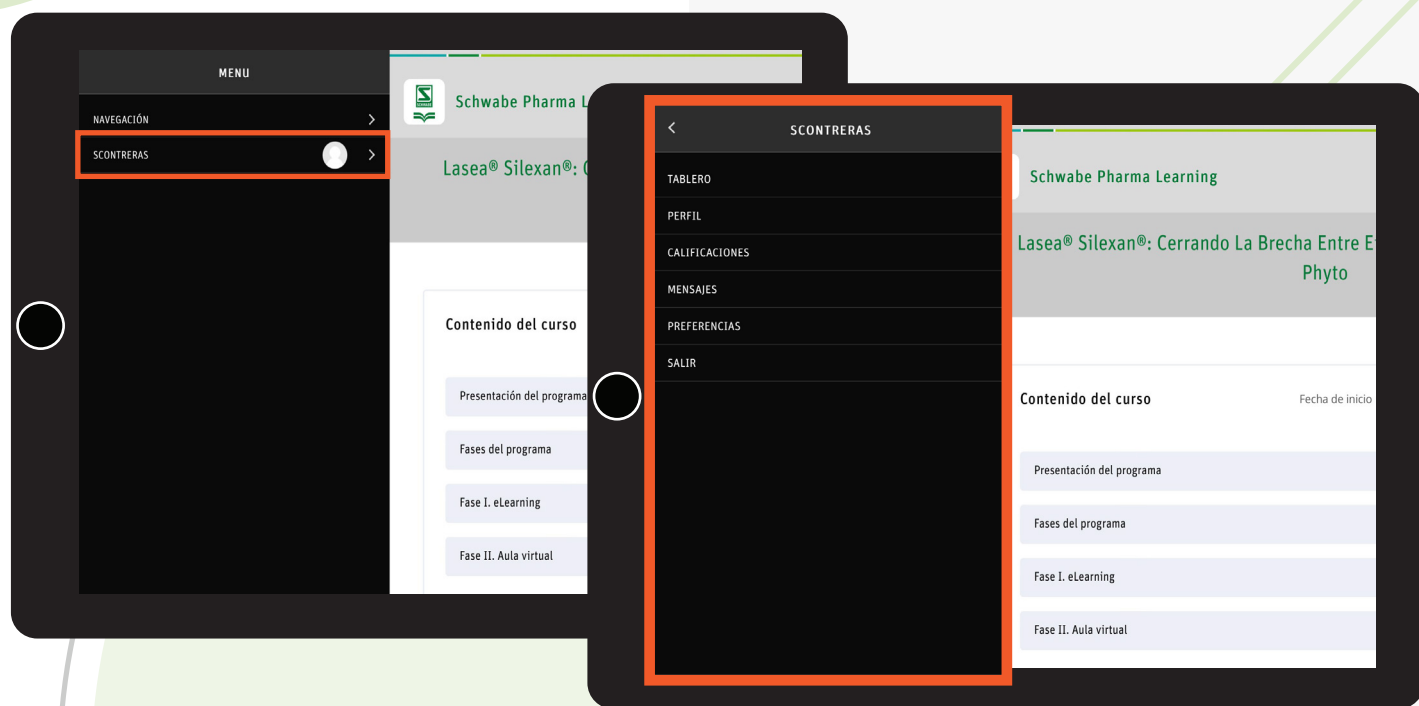 MENU
NAVEGACIÓN
SCONTRERAS
Schwabe Pharma L
Lasea® Silexan®:
Contenido del curso
Presentación del programa
Fases del programa
Fase I. eLearning
Fase II. Aula virtual
SCONTRERAS
TABLERO
PERFIL
CALIFICACIONES
MENSAJES
PREFERENCIAS
SALIR
Schwabe Pharma Learning
Lasea® Silexan®: Cerrando La Brecha Entre E
Phyto
Contenido del curso
Fecha de inicio
Presentación del programa
Fases del programa
Fase I. eLearning
Fase II. Aula virtual